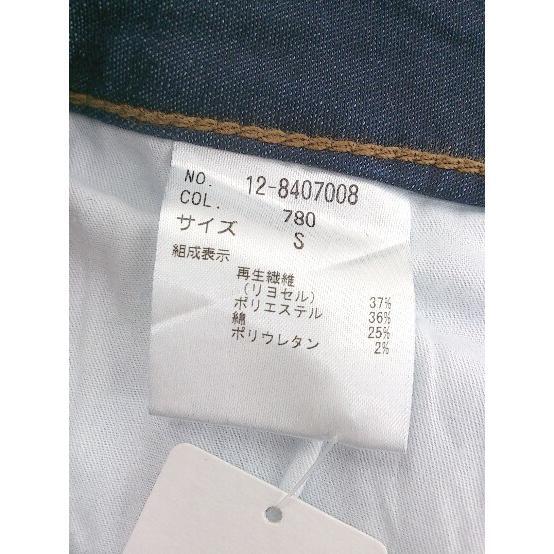 NO. 12-8407008
COL. 780
サイズ S
組成表示
再生繊維
(リヨセル) 37%
ポリエステル 36%
綿 25%
ポリウレタン 2%